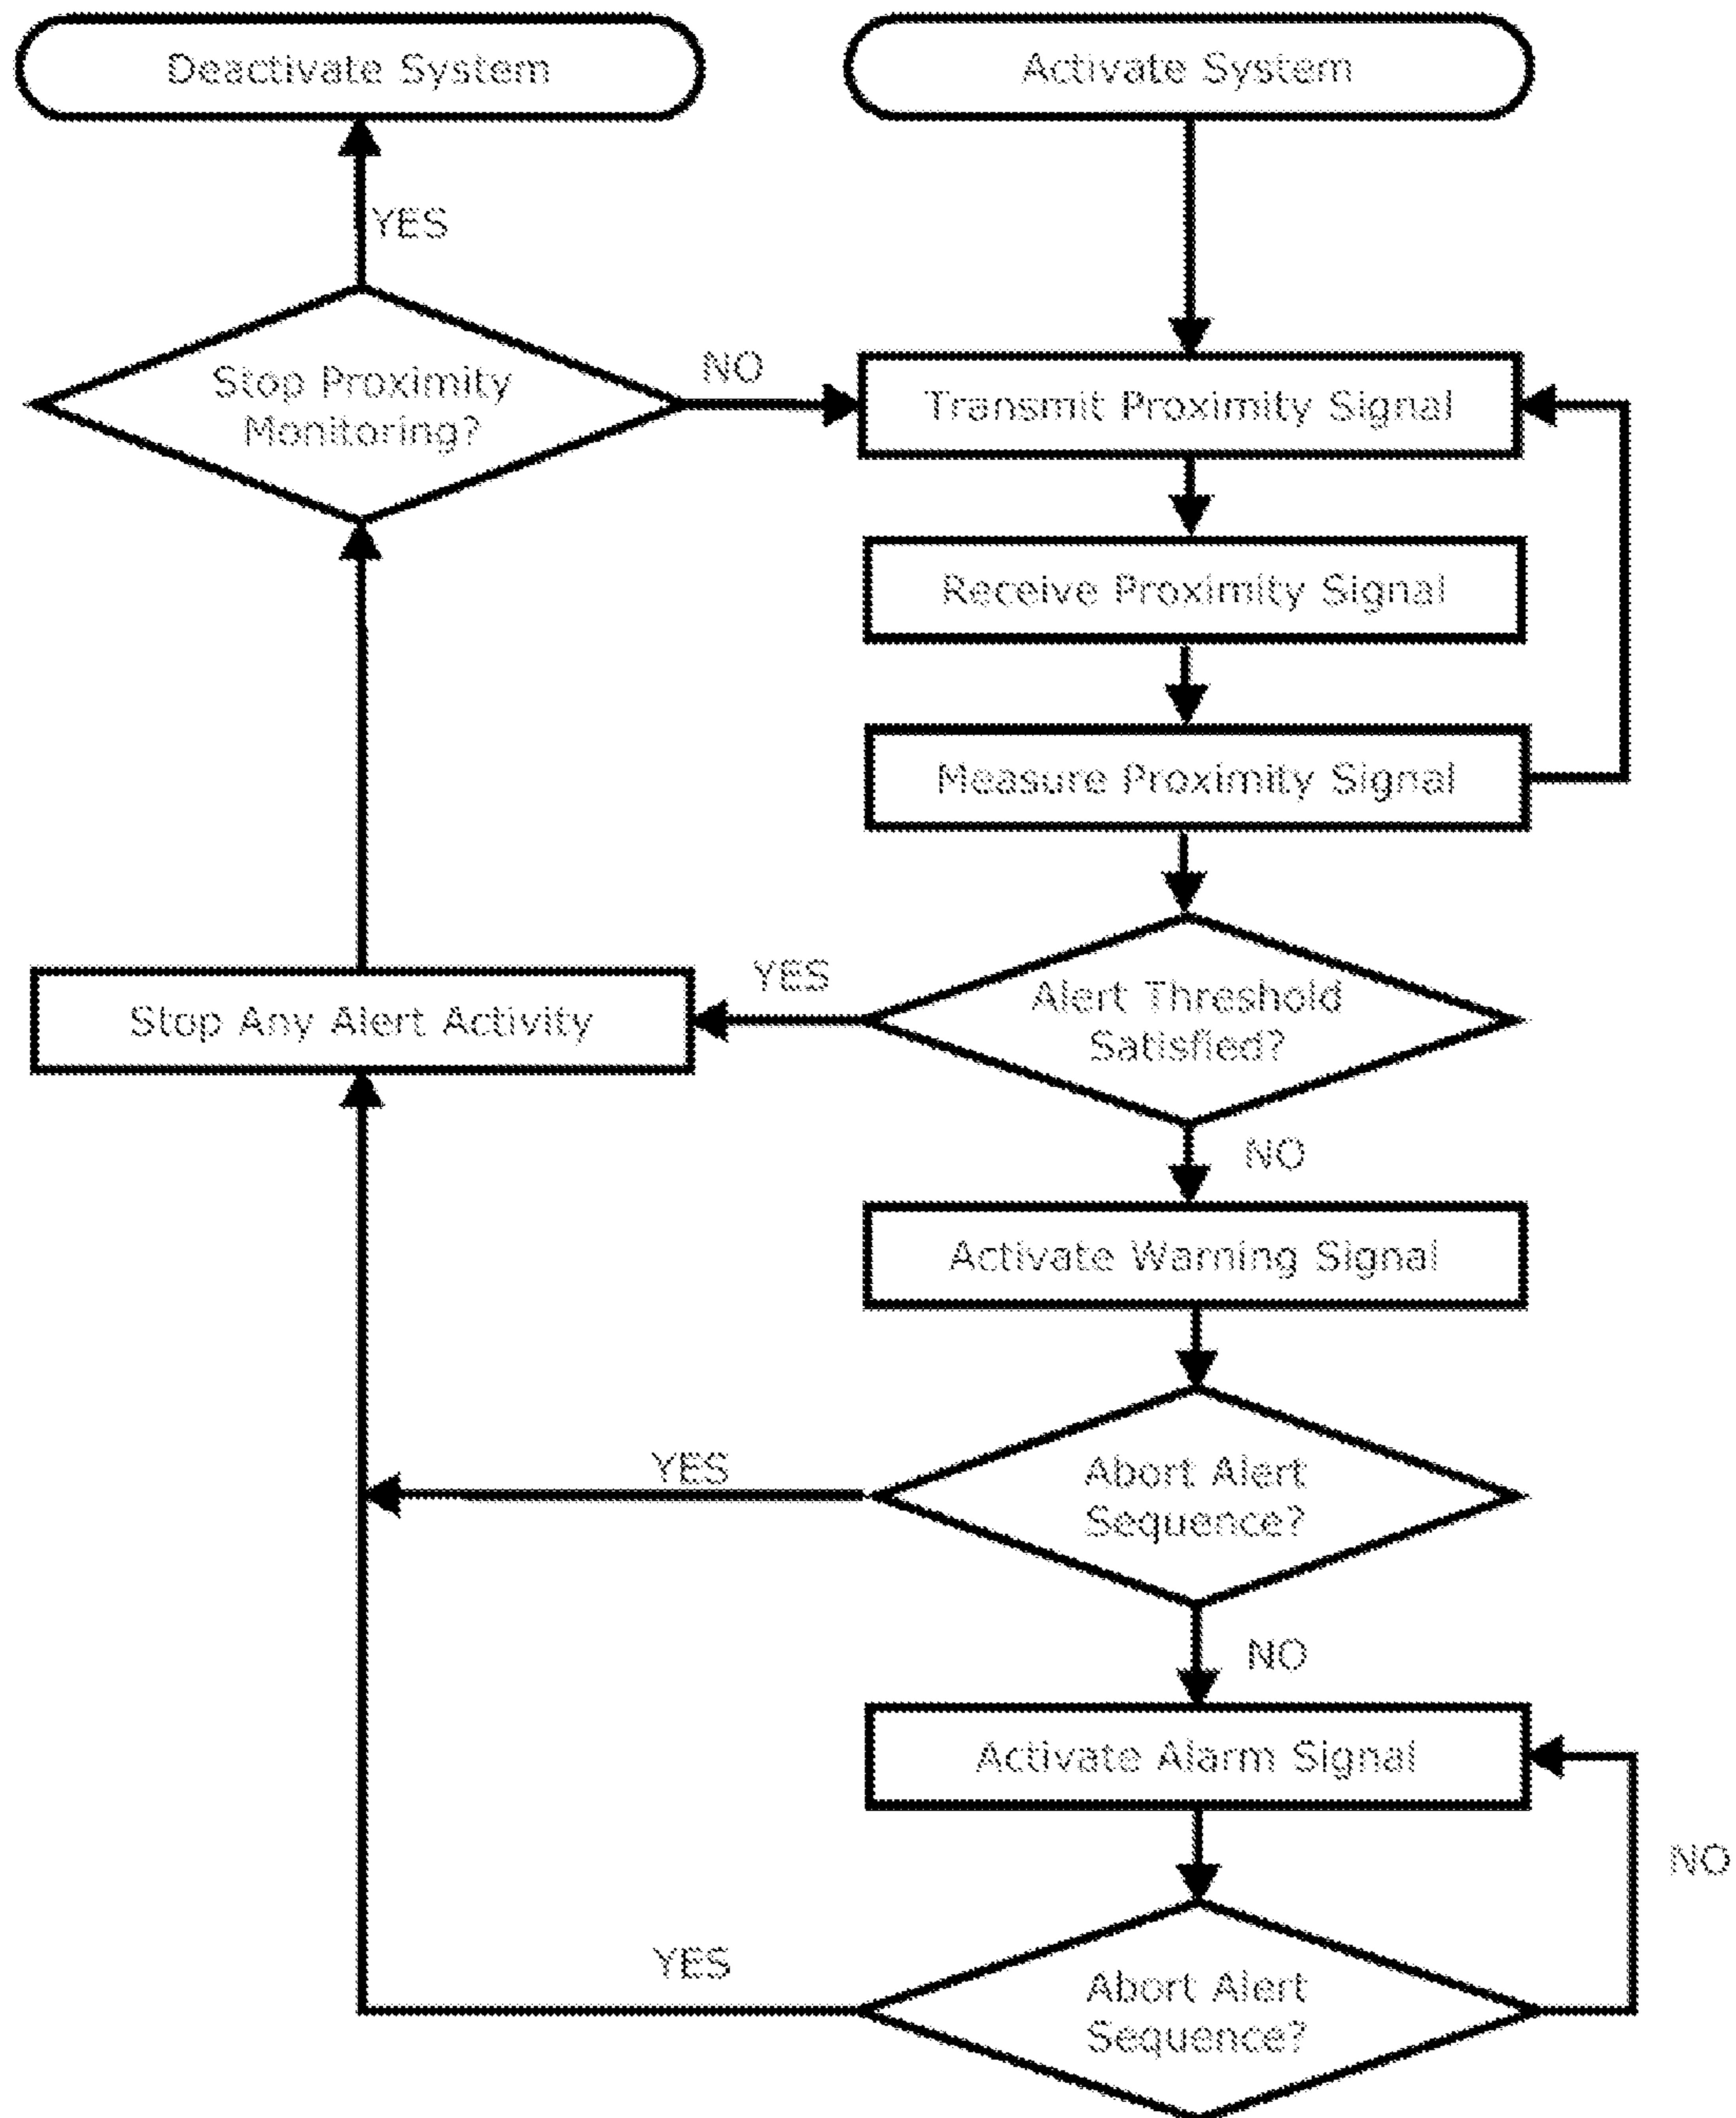 Deactivate System
Activate System
YES
Stop Proximity
Monitoring?
NO
Transmit Proximity Signal
Receive Proximity Signal
Measure Proximity Signal
Alert Threshold
Satisfied?
YES
Stop Any Alert Activity
NO
Activate Warning Signal
Abort Alert
Sequence?
YES
NO
Activate Alarm Signal
NO
Abort Alert
Sequence?
YES